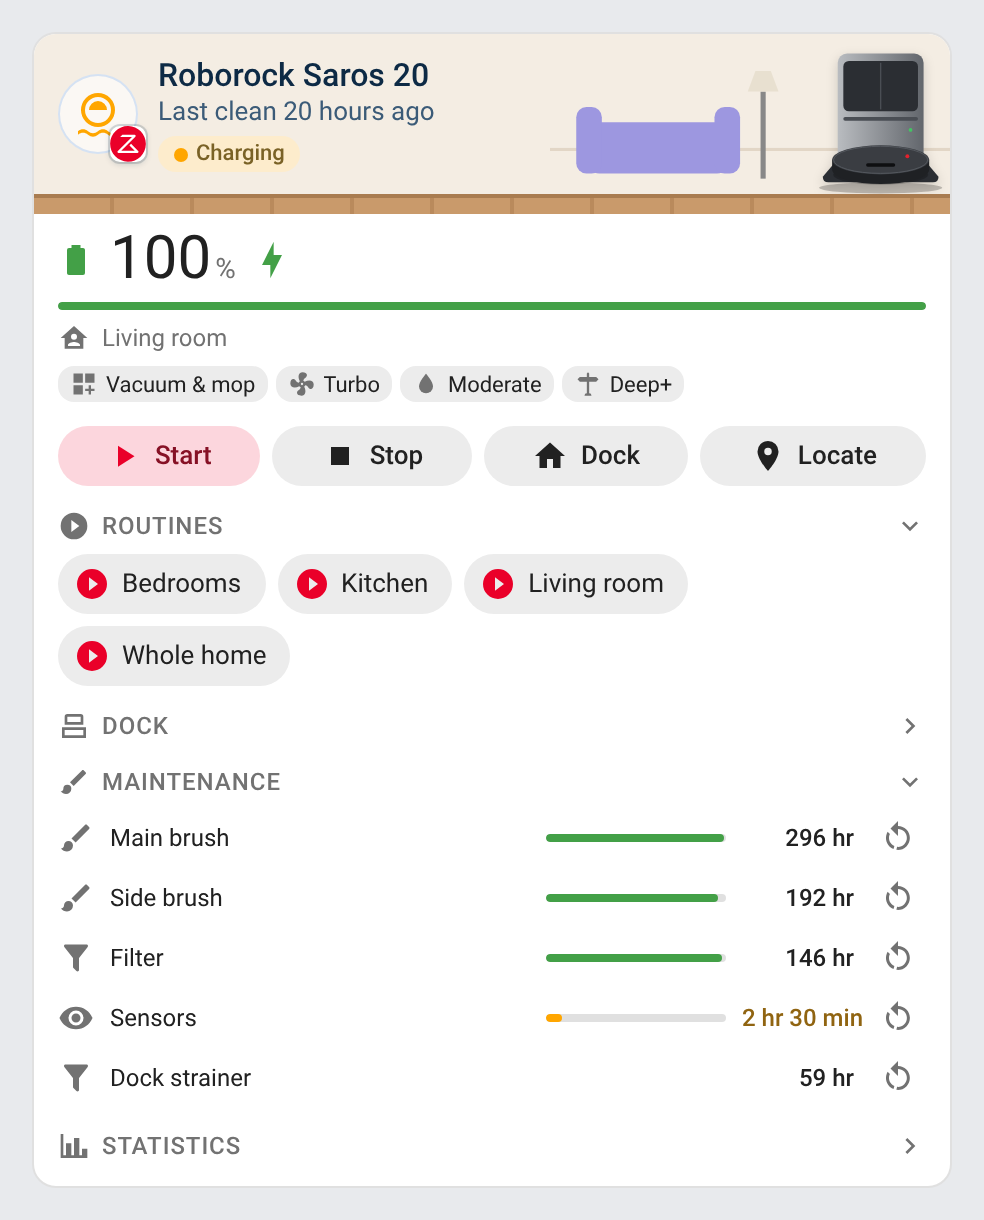 Roborock Saros 20
Last clean 20 hours ago
Charging
100 %
Living room
Vacuum & mop Turbo Moderate Deep+
Start Stop Dock Locate
ROUTINES
Bedrooms Kitchen Living room
Whole home
DOCK
MAINTENANCE
Main brush 296 hr
Side brush 192 hr
Filter 146 hr
Sensors 2 hr 30 min
Dock strainer 59 hr
STATISTICS